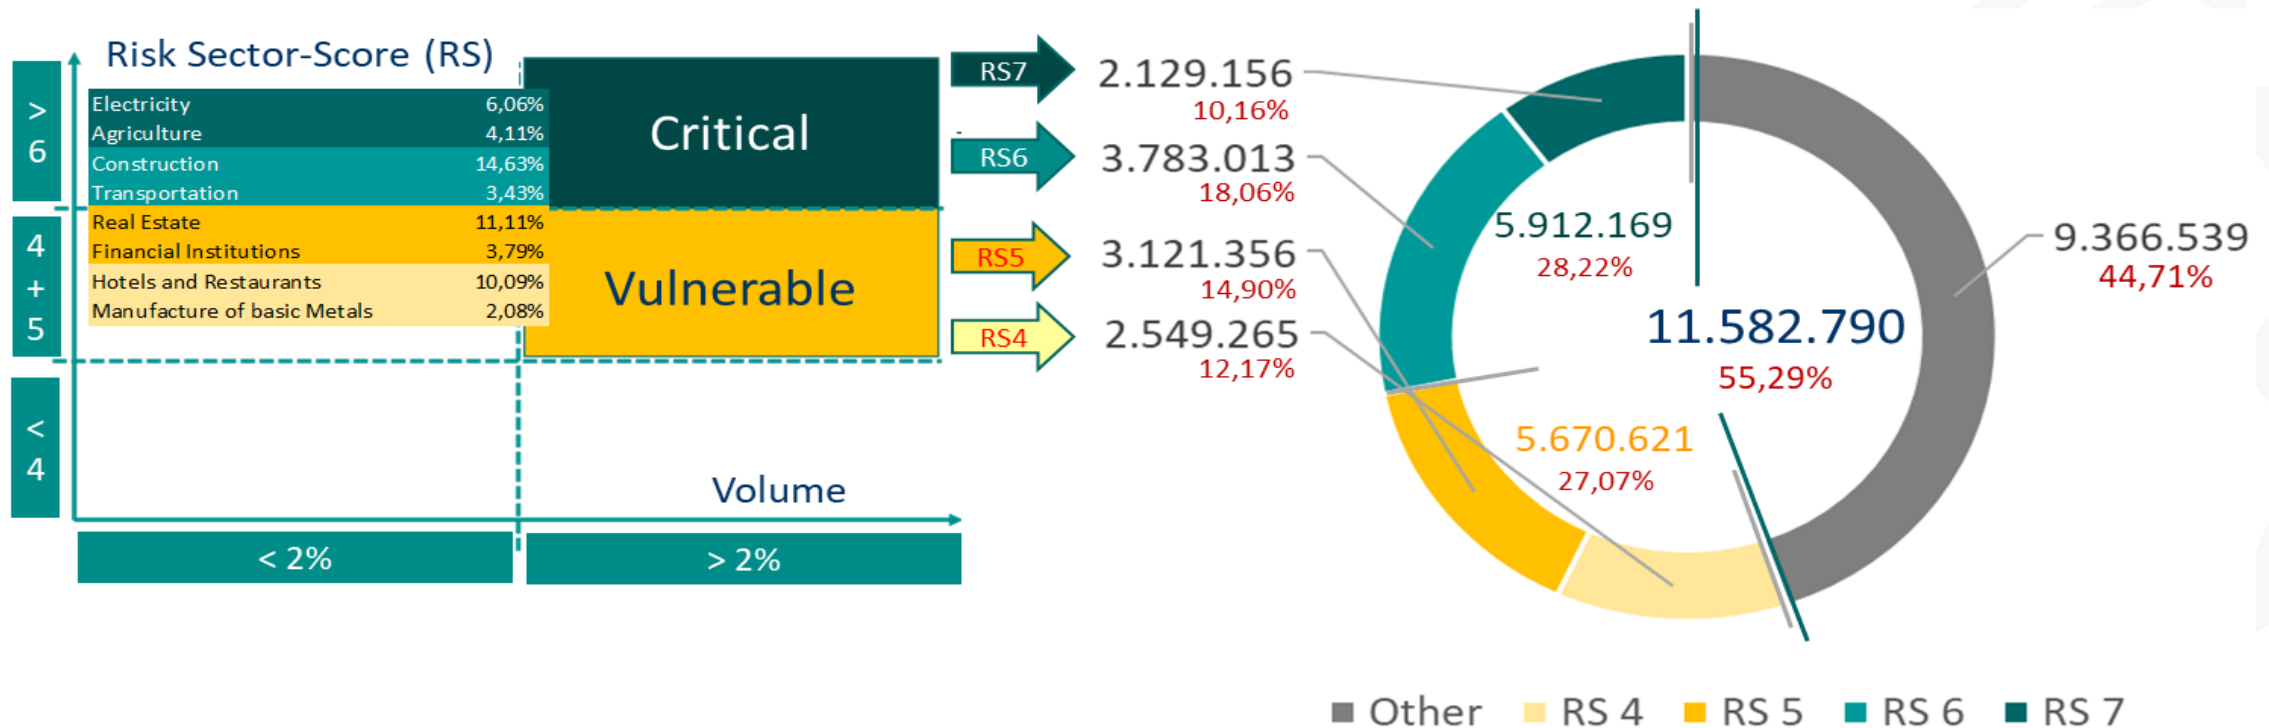 Risk Sector-Score (RS)
>
6
4
+
5
<
4
Electricity 6,06%
Agriculture 4,11%
Construction 14,63%
Transportation 3,43%
Real Estate 11,11%
Financial Institutions 3,79%
Hotels and Restaurants 10,09%
Manufacture of basic Metals 2,08%
Critical
Vulnerable
Volume
< 2%
> 2%
RS7
2.129.156
10,16%
RS6
3.783.013
18,06%
RS5
3.121.356
14,90%
RS4
2.549.265
12,17%
5.912.169
28,22%
11.582.790
55,29%
5.670.621
27,07%
9.366.539
44,71%
Other RS 4 RS 5 RS 6 RS 7